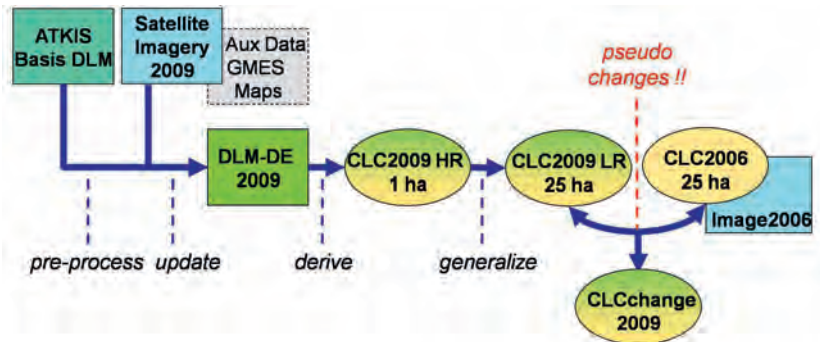 ATKIS
Basis DLM
Satellite
Imagery
2009
Aux Data
GMES
Maps
pseudo
changes !!
DLM-DE
2009
CLC2009 HR
1 ha
CLC2009 LR
25 ha
CLC2006
25 ha
Image2006
pre-process
update
derive
generalize
CLCchange
2009